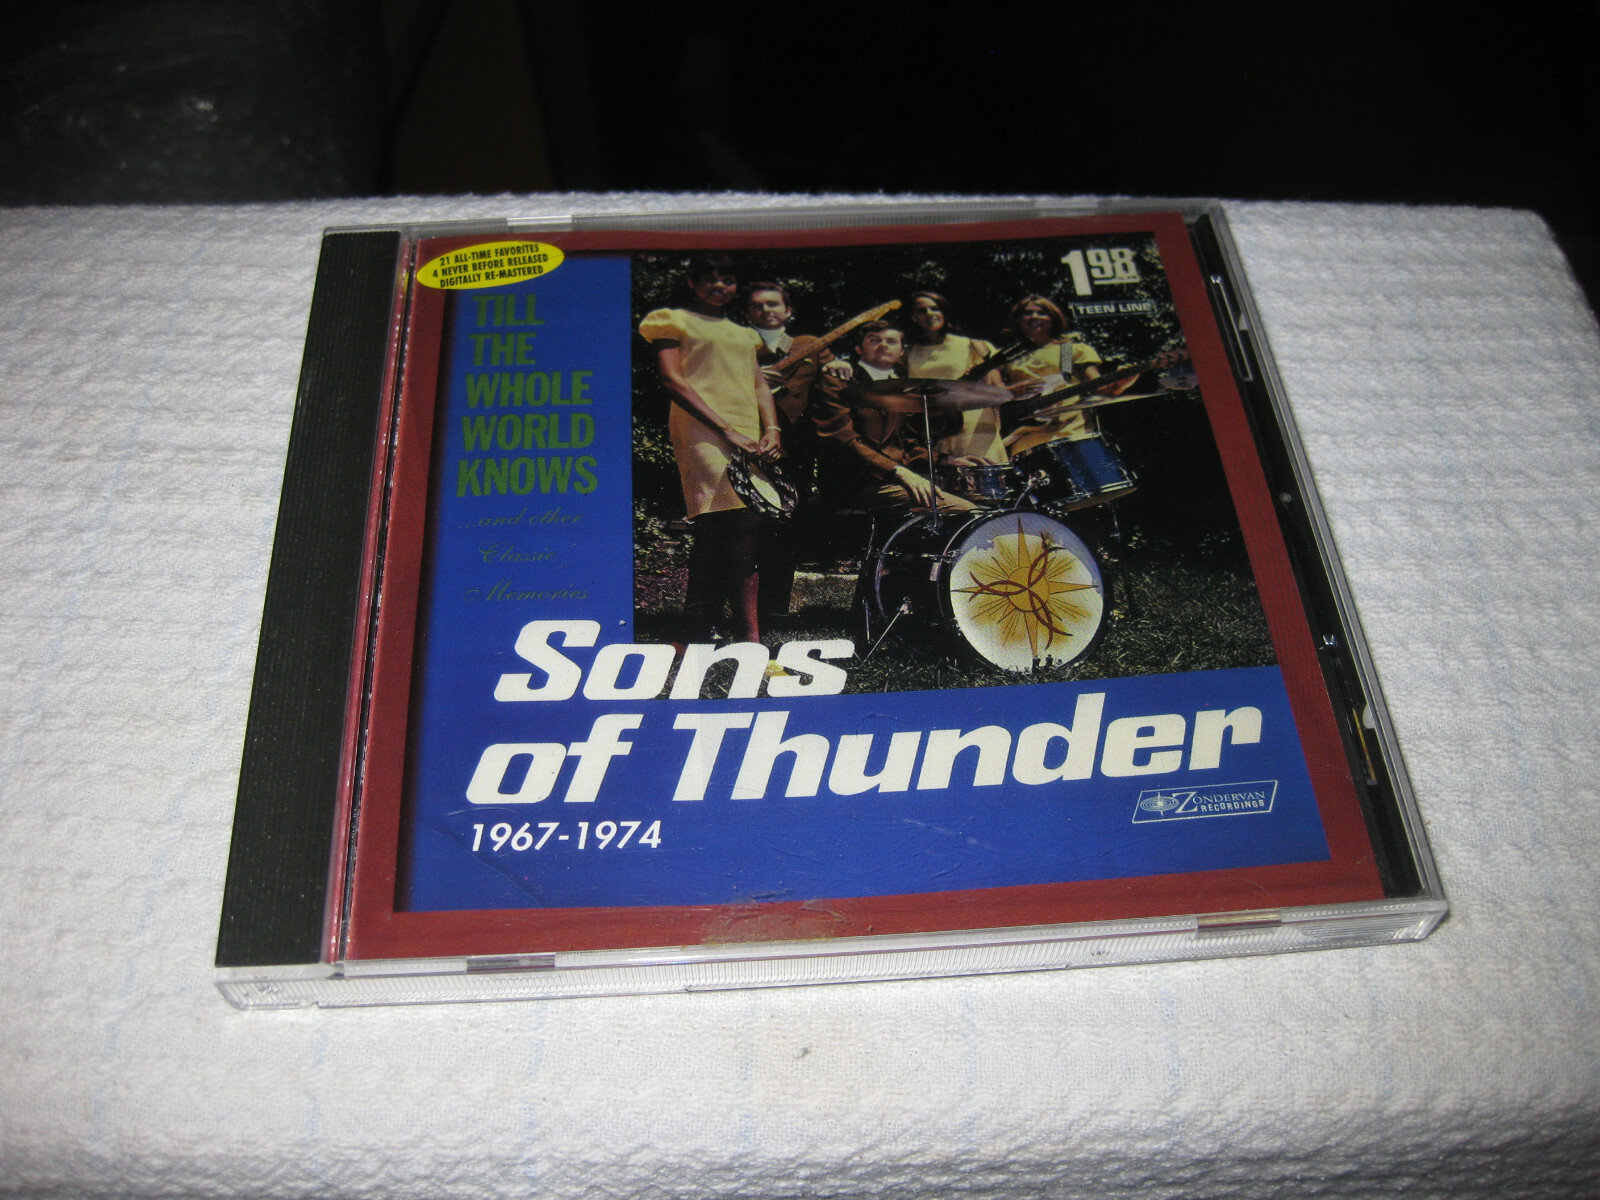 21 ALL-TIME FAVORITES
4 NEVER BEFORE RELEASED
DIGITALLY RE-MASTERED
TILL
THE
WHOLE
WORLD
KNOWS
...and other
Classic
Memories
1.98
TEEN LINE
Sons
of Thunder
1967-1974
ZONDERVAN
RECORDINGS